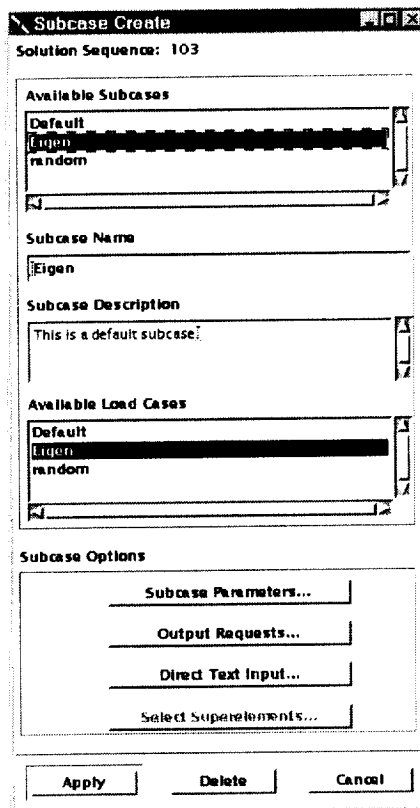 Subcase Create
Solution Sequence: 103
Available Subcases
Default
Eigen
random
Subcase Name
Eigen
Subcase Description
This is a default subcase.
Available Load Cases
Default
Eigen
random
Subcase Options
Subcase Parameters...
Output Requests...
Direct Text Input...
Select Superelements...
Apply Delete Cancel